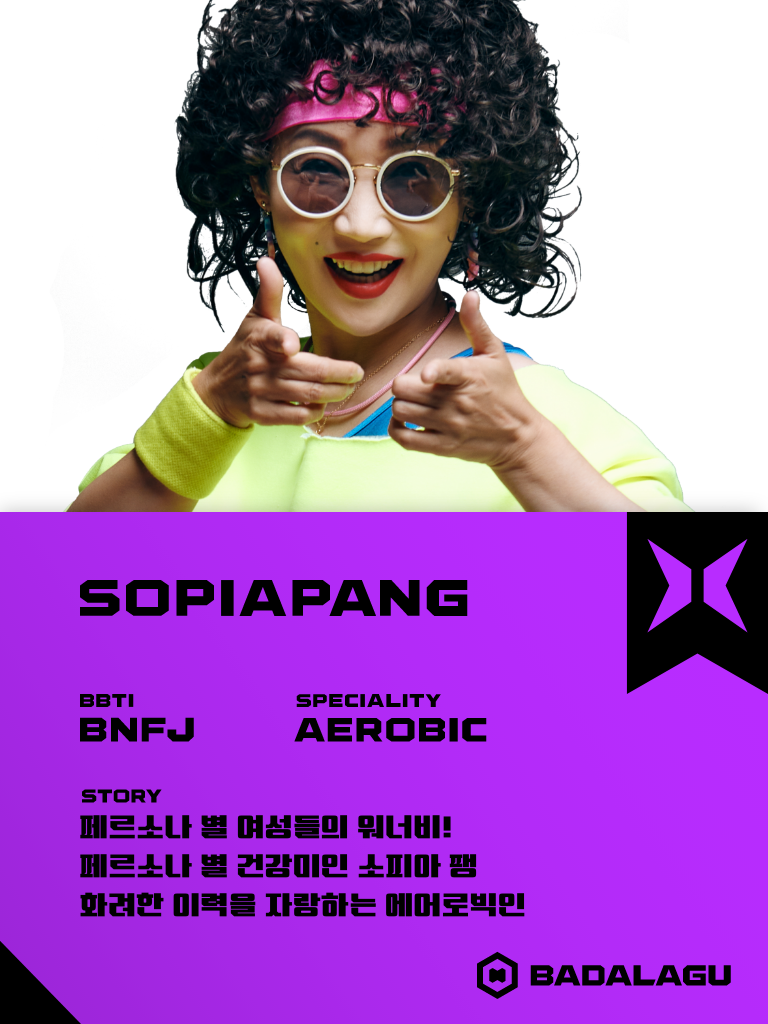 SOPIAPANG
BBTI
BNFJ
SPECIALITY
AEROBIC
STORY
페르소나 별 여성들의 워너비!
페르소나 별 건강미인 소피아 팽
화려한 이력을 자랑하는 에어로빅인
BADALAGU